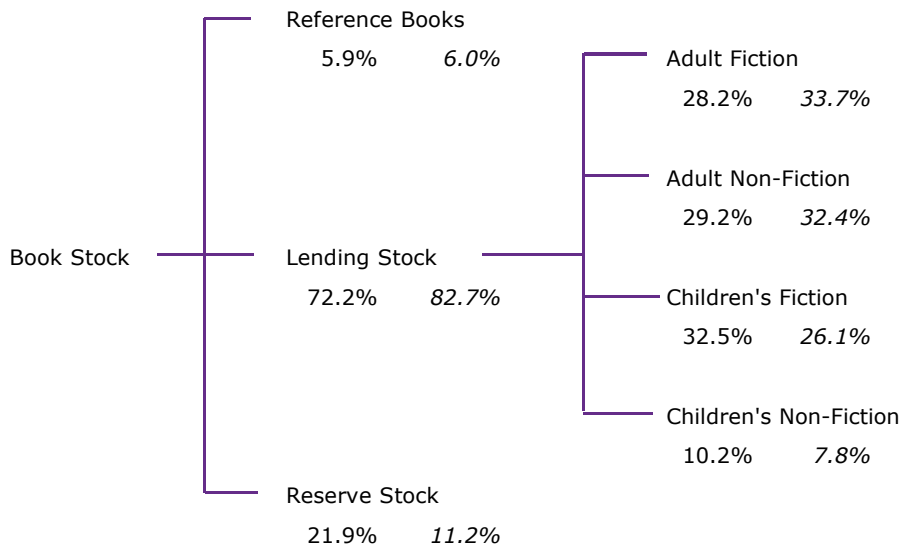 Reference Books
5.9% 6.0%
Adult Fiction
28.2% 33.7%
Adult Non-Fiction
29.2% 32.4%
Book Stock
Lending Stock
72.2% 82.7%
Children's Fiction
32.5% 26.1%
Children's Non-Fiction
10.2% 7.8%
Reserve Stock
21.9% 11.2%